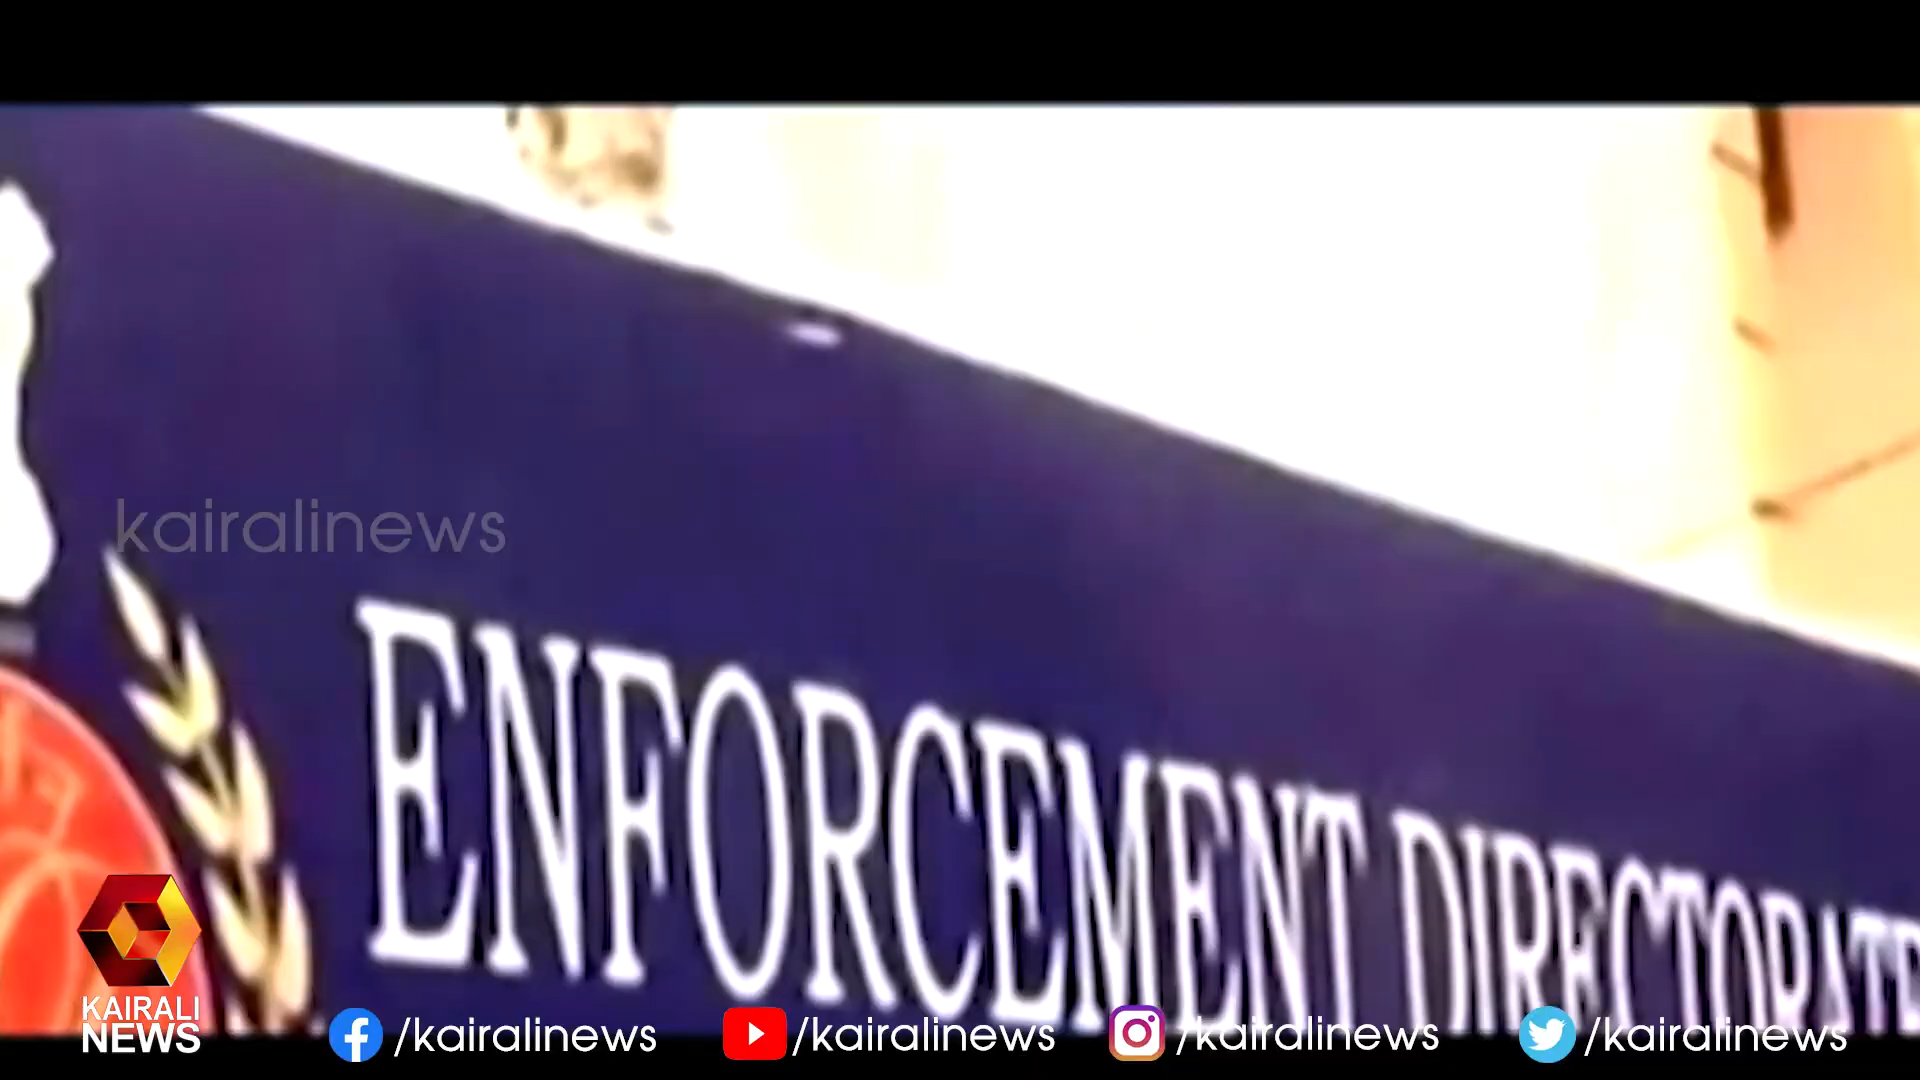 kairalinews
ENFORCEMENT DIRECTORATE
KAIRALI
NEWS
/kairalinews
/kairalinews
/kairalinews
/kairalinews